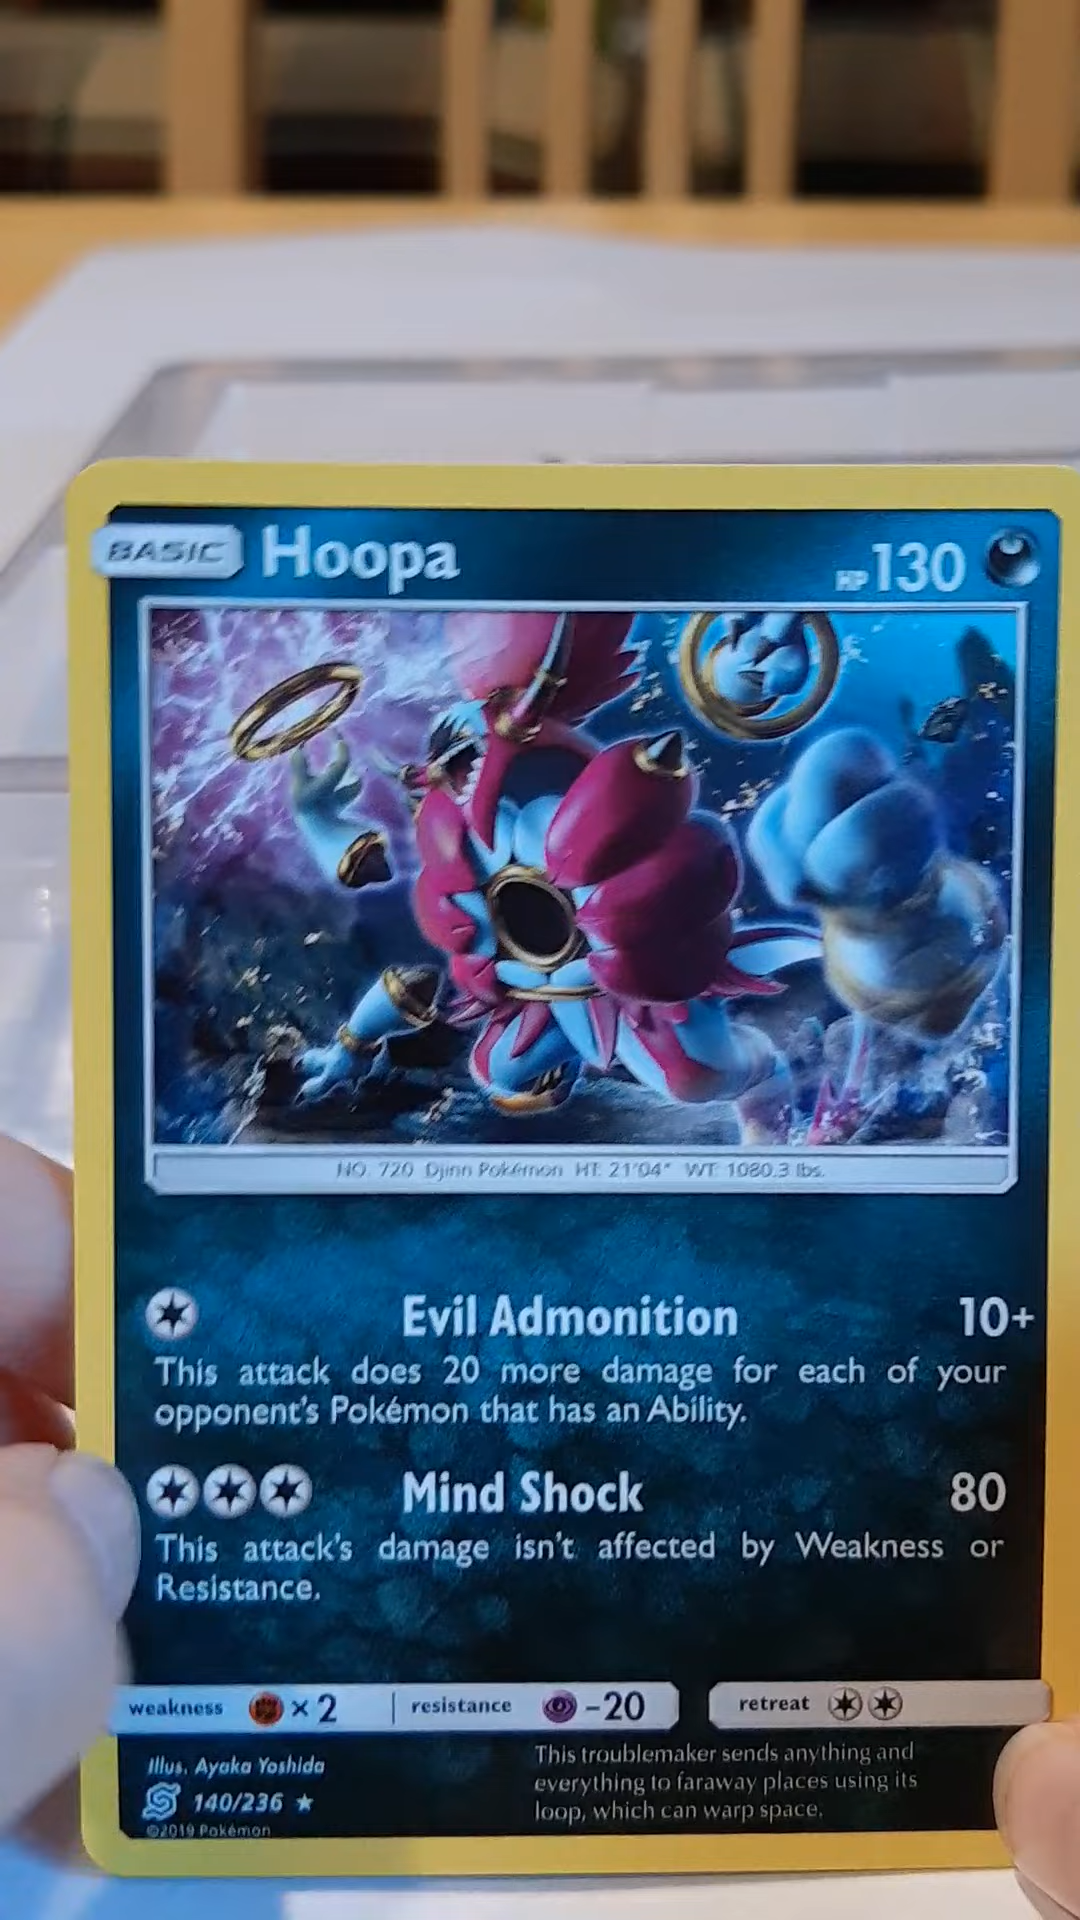 BASIC Hoopa HP 130
NO. 720 Djinn Pokémon HT: 21'04" WT: 1080.3 lbs.
Evil Admonition 10+
This attack does 20 more damage for each of your
opponent's Pokémon that has an Ability.
Mind Shock 80
This attack's damage isn't affected by Weakness or
Resistance.
weakness ×2 resistance -20 retreat
Illus. Ayaka Yoshida
140/236 ★
©2019 Pokémon
This troublemaker sends anything and
everything to faraway places using its
loop, which can warp space.